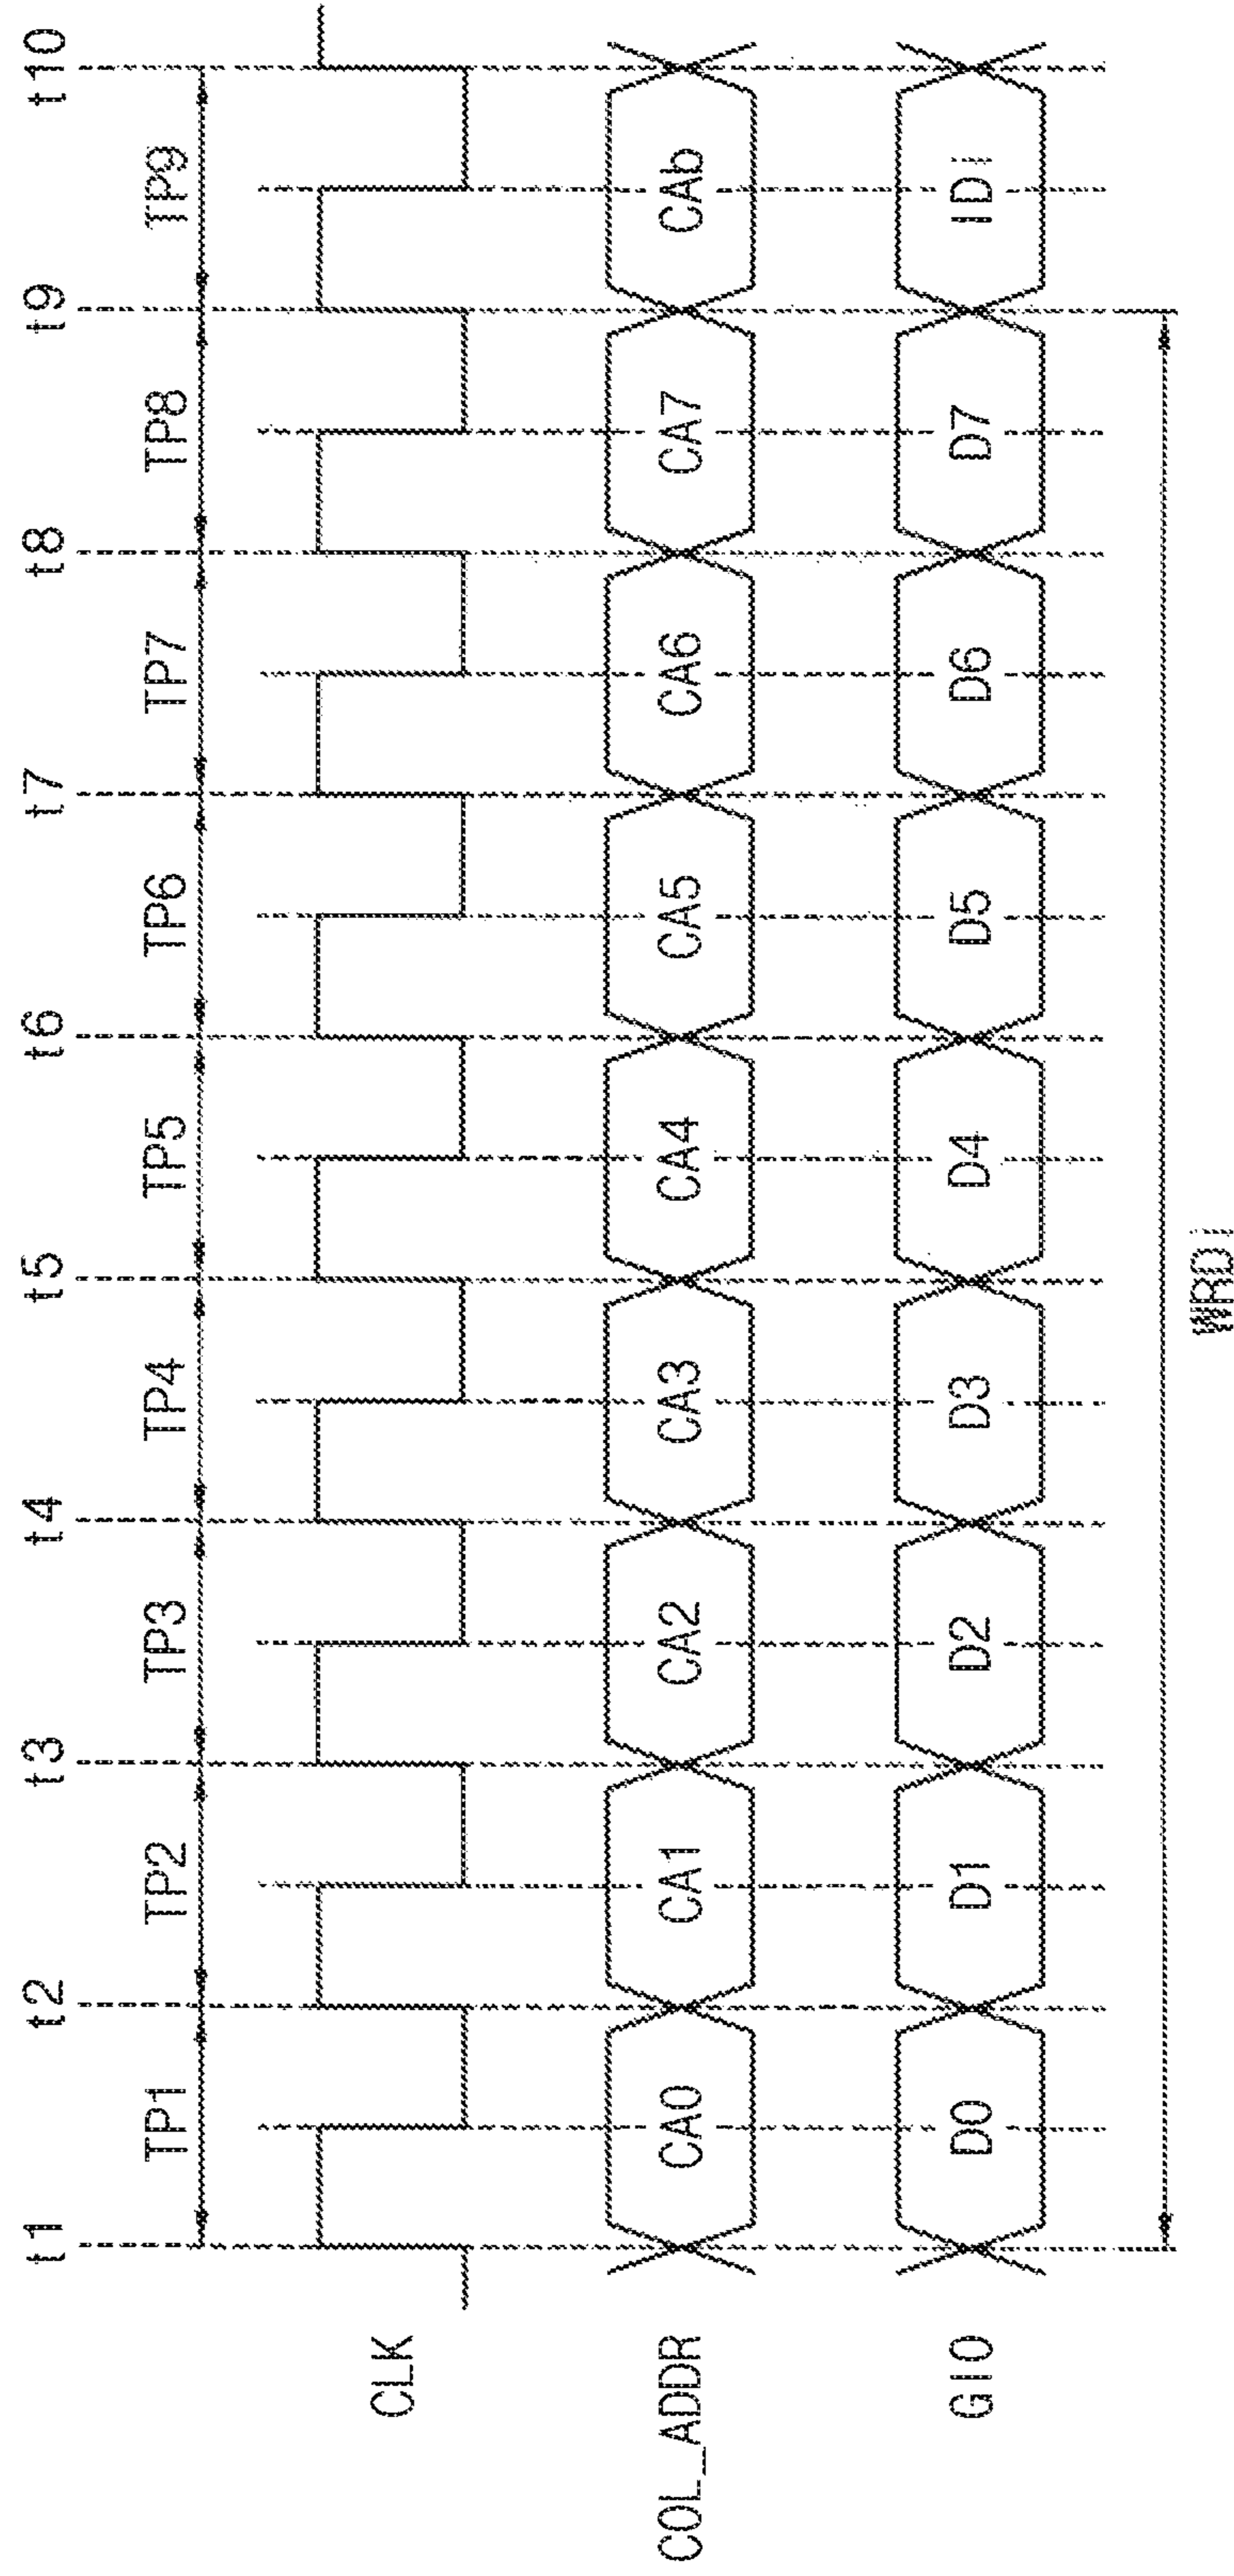 t1 t2 t3 t4 t5 t6 t7 t8 t9 t10
TP1 TP2 TP3 TP4 TP5 TP6 TP7 TP8 TP9
CLK
COL_ADDR CA0 CA1 CA2 CA3 CA4 CA5 CA6 CA7 CAb
GIO D0 D1 D2 D3 D4 D5 D6 D7 IDi
WRDi